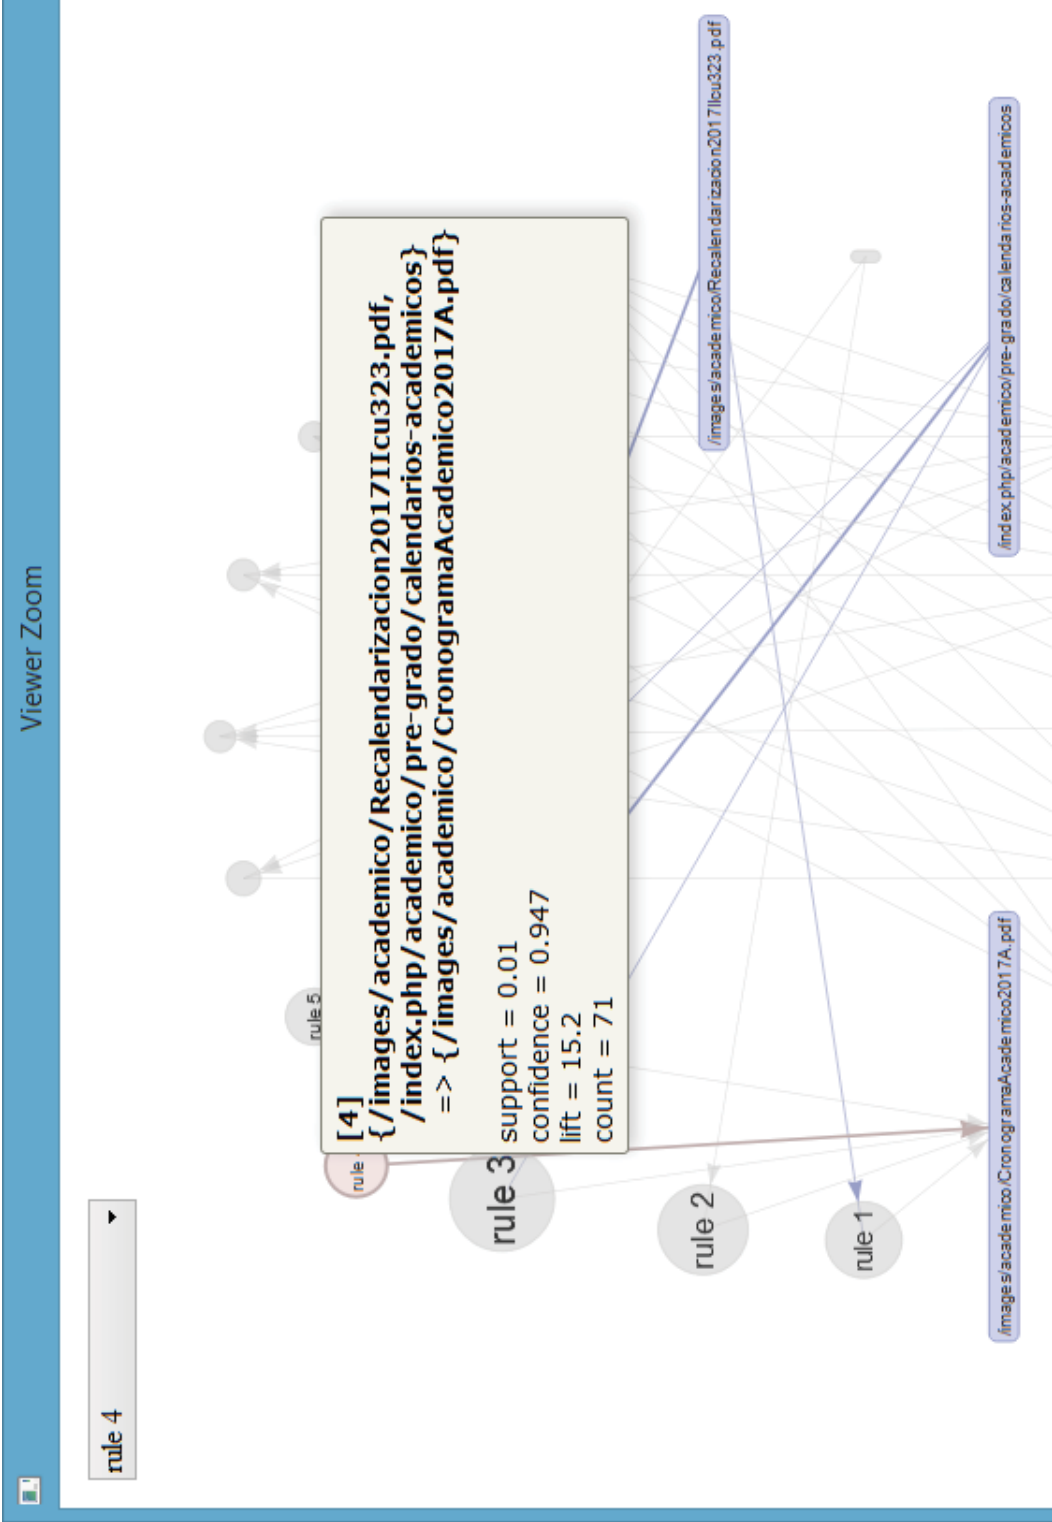 Viewer Zoom
rule 4
rule 5
[4]
{/images/academico/Recalendarizacion2017IIcu323.pdf,
/index.php/academico/pre-grado/calendarios-academicos}
=> {/images/academico/CronogramaAcademico2017A.pdf}
support = 0.01
confidence = 0.947
lift = 15.2
count = 71
rule
rule 3
rule 2
rule 1
/images/academico/Recalendarizacion2017IIcu323.pdf
/index.php/academico/pre-grado/calendarios-academicos
/images/academico/CronogramaAcademico2017A.pdf